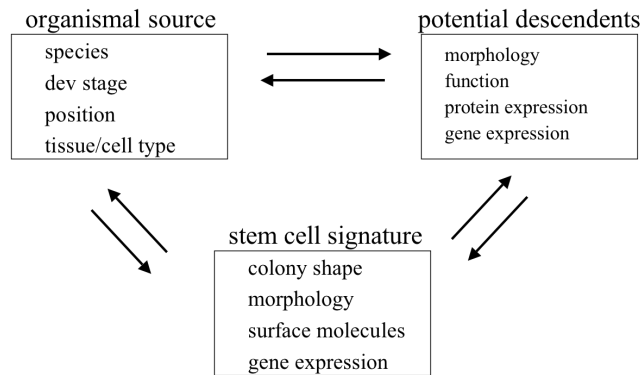 organismal source
species
dev stage
position
tissue/cell type
potential descendents
morphology
function
protein expression
gene expression
stem cell signature
colony shape
morphology
surface molecules
gene expression